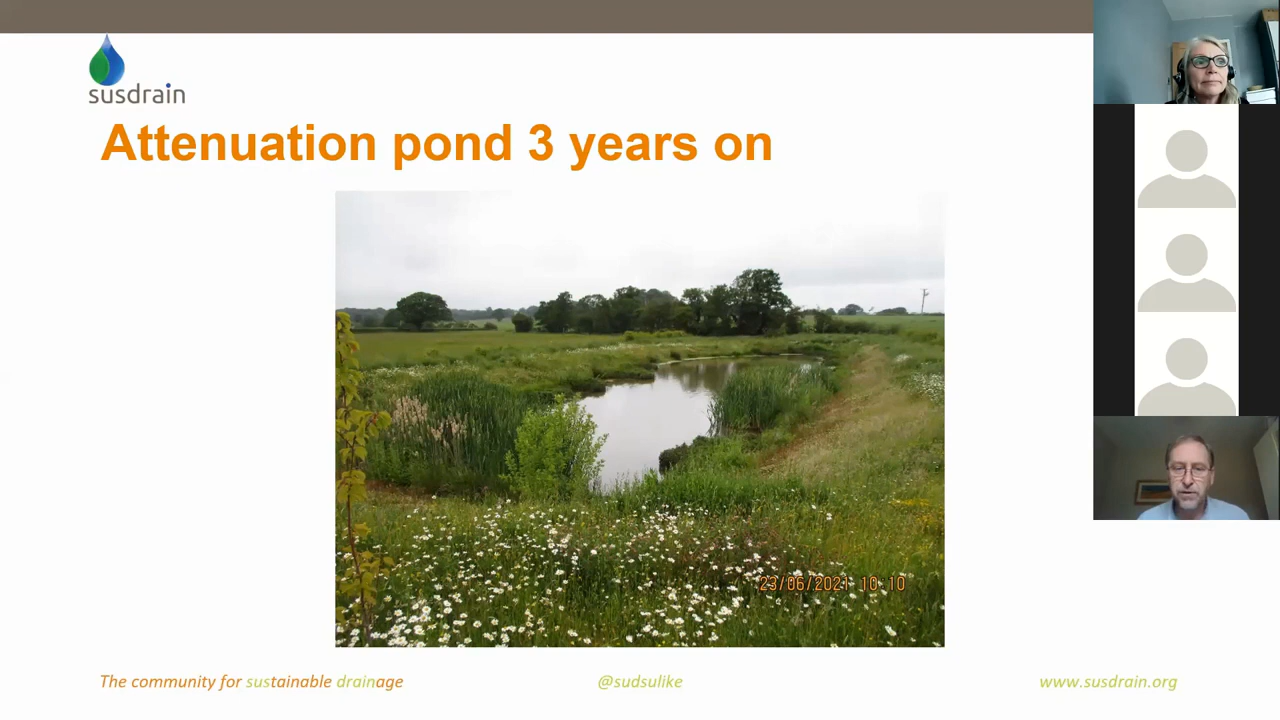 susdrain
Attenuation pond 3 years on
23/06/2021 10:10
The community for sustainable drainage
@sudsulike
www.susdrain.org